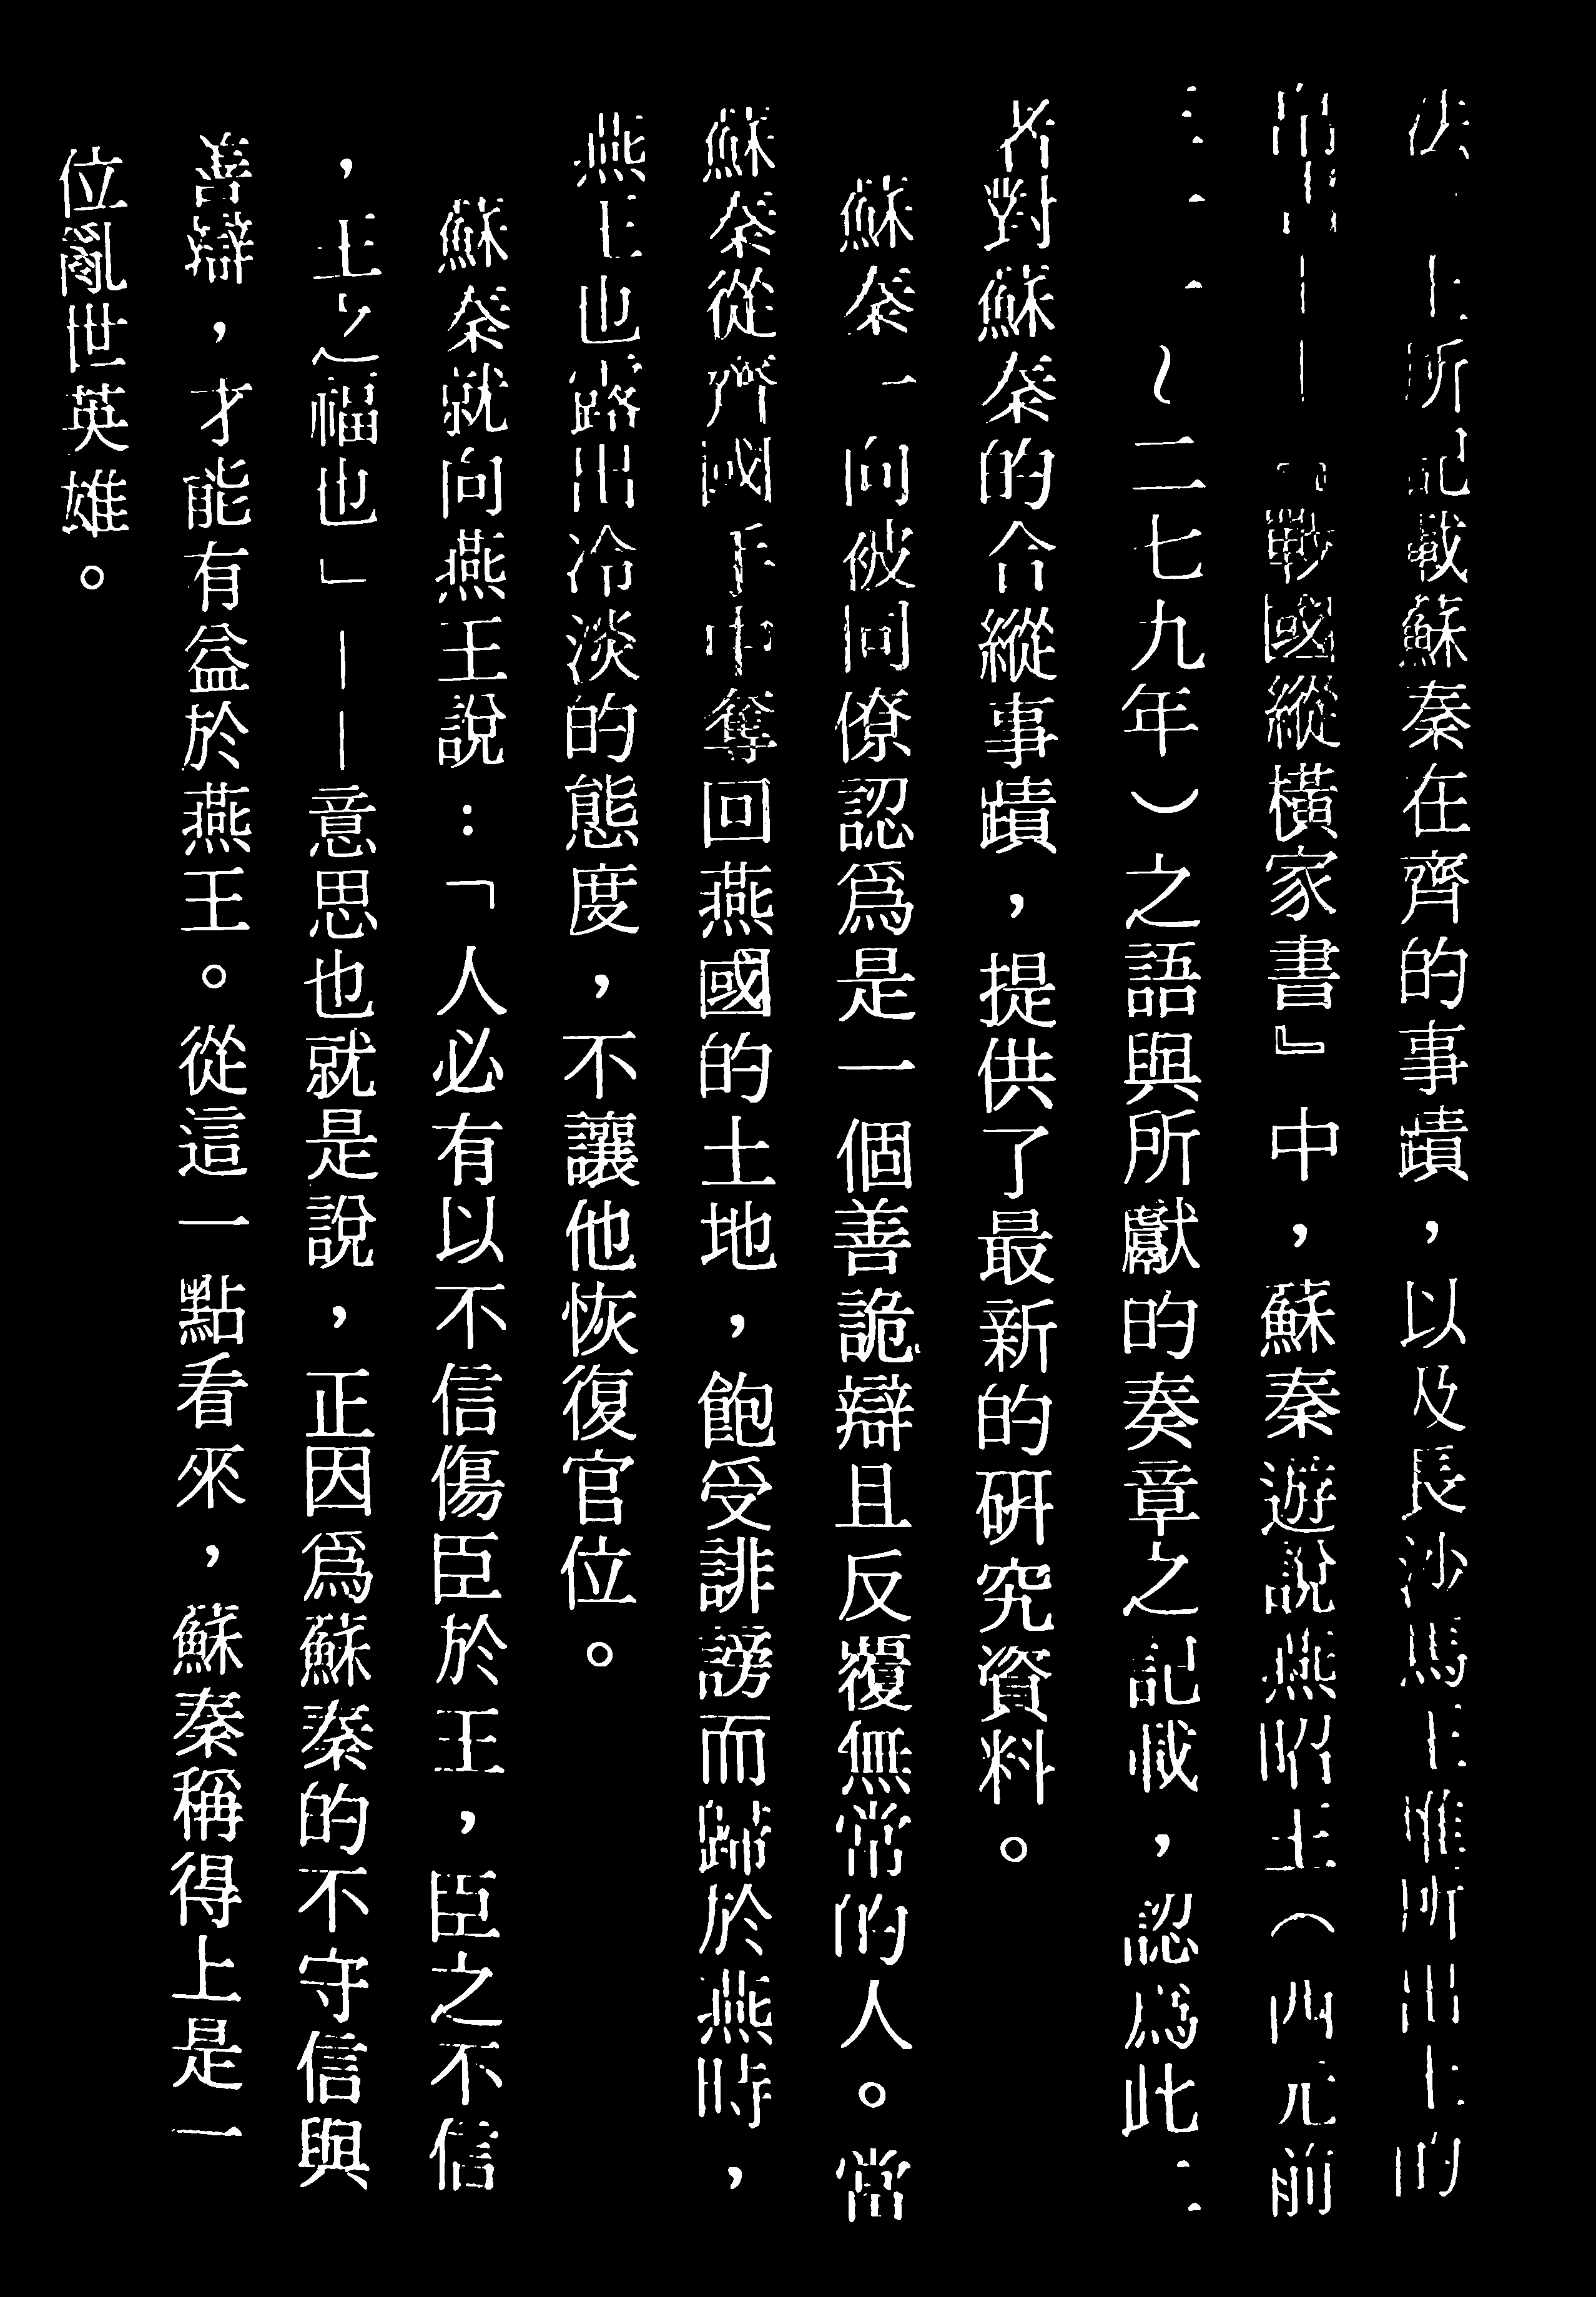 法》上所記載蘇秦在齊的事蹟，以及長沙馬王堆所出土的
帛書——『戰國縱橫家書』中，蘇秦遊說燕昭王（西元前
三一一～二七九年）之語與所獻的奏章之記載，認爲此二
者對蘇秦的合縱事蹟，提供了最新的研究資料。
蘇秦一向被同僚認爲是一個善詭辯且反覆無常的人。當
蘇秦從齊國手中奪回燕國的土地，飽受誹謗而歸於燕時，
燕王也露出冷淡的態度，不讓他恢復官位。
蘇秦就向燕王說：「人必有以不信傷臣於王，臣之不信
，王之福也」——意思也就是說，正因爲蘇秦的不守信與
善辯，才能有益於燕王。從這一點看來，蘇秦稱得上是一
位亂世英雄。